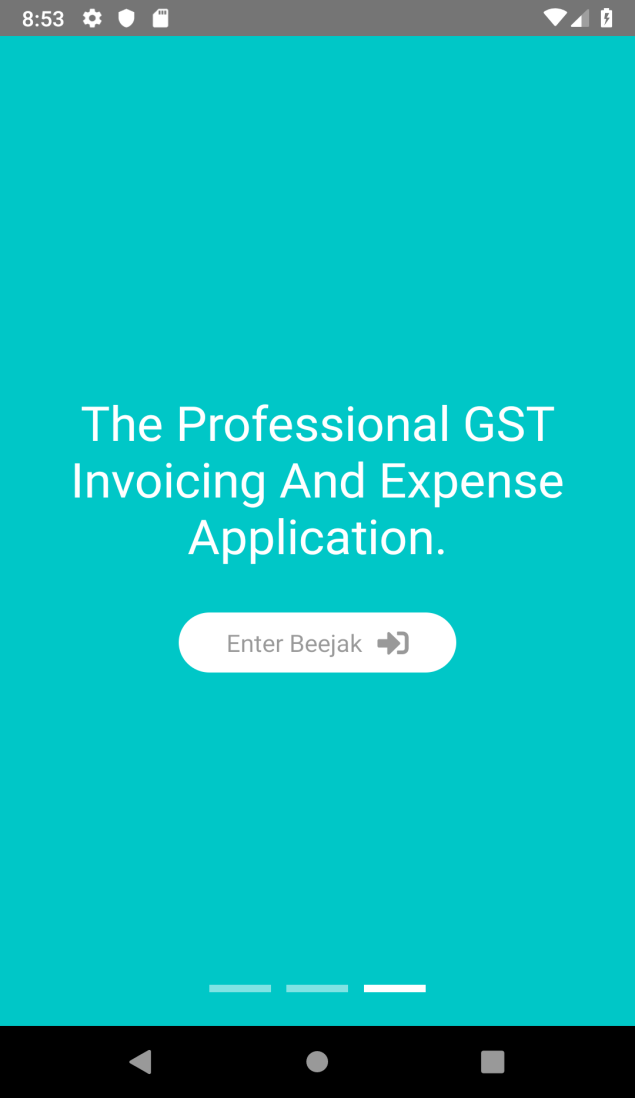 8:53
The Professional GST
Invoicing And Expense
Application.
Enter Beejak